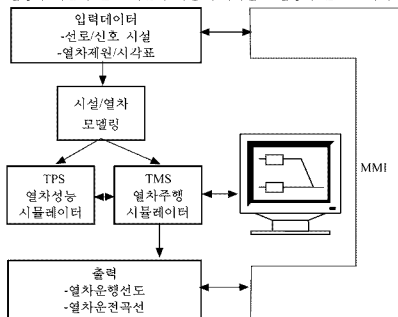 입력데이터
-선로/신호 시설
-열차제원/시각표
시설/열차
모델링
TPS
열차성능
시뮬레이터
TMS
열차주행
시뮬레이터
MMI
출력
-열차운행선도
-열차운전곡선